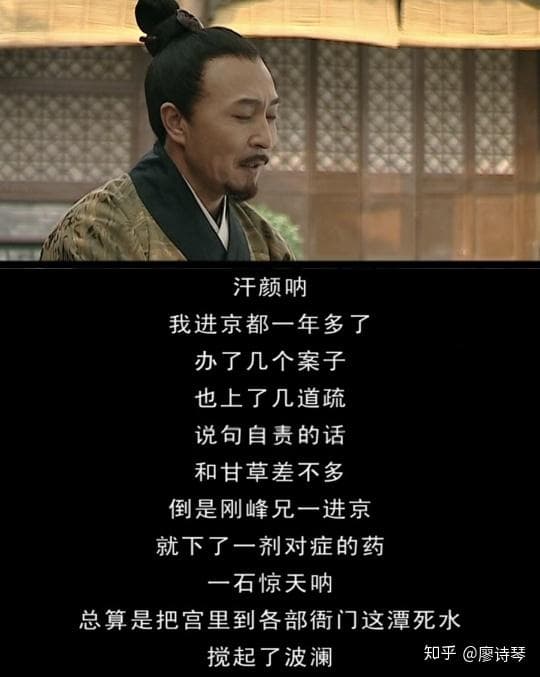 汗颜呐
我进京都一年多了
办了几个案子
也上了几道疏
说句自责的话
和甘草差不多
倒是刚峰兄一进京
就下了一剂对症的药
一石惊天呐
总算是把宫里到各部衙门这潭死水
搅起了波澜
知乎 @廖诗琴